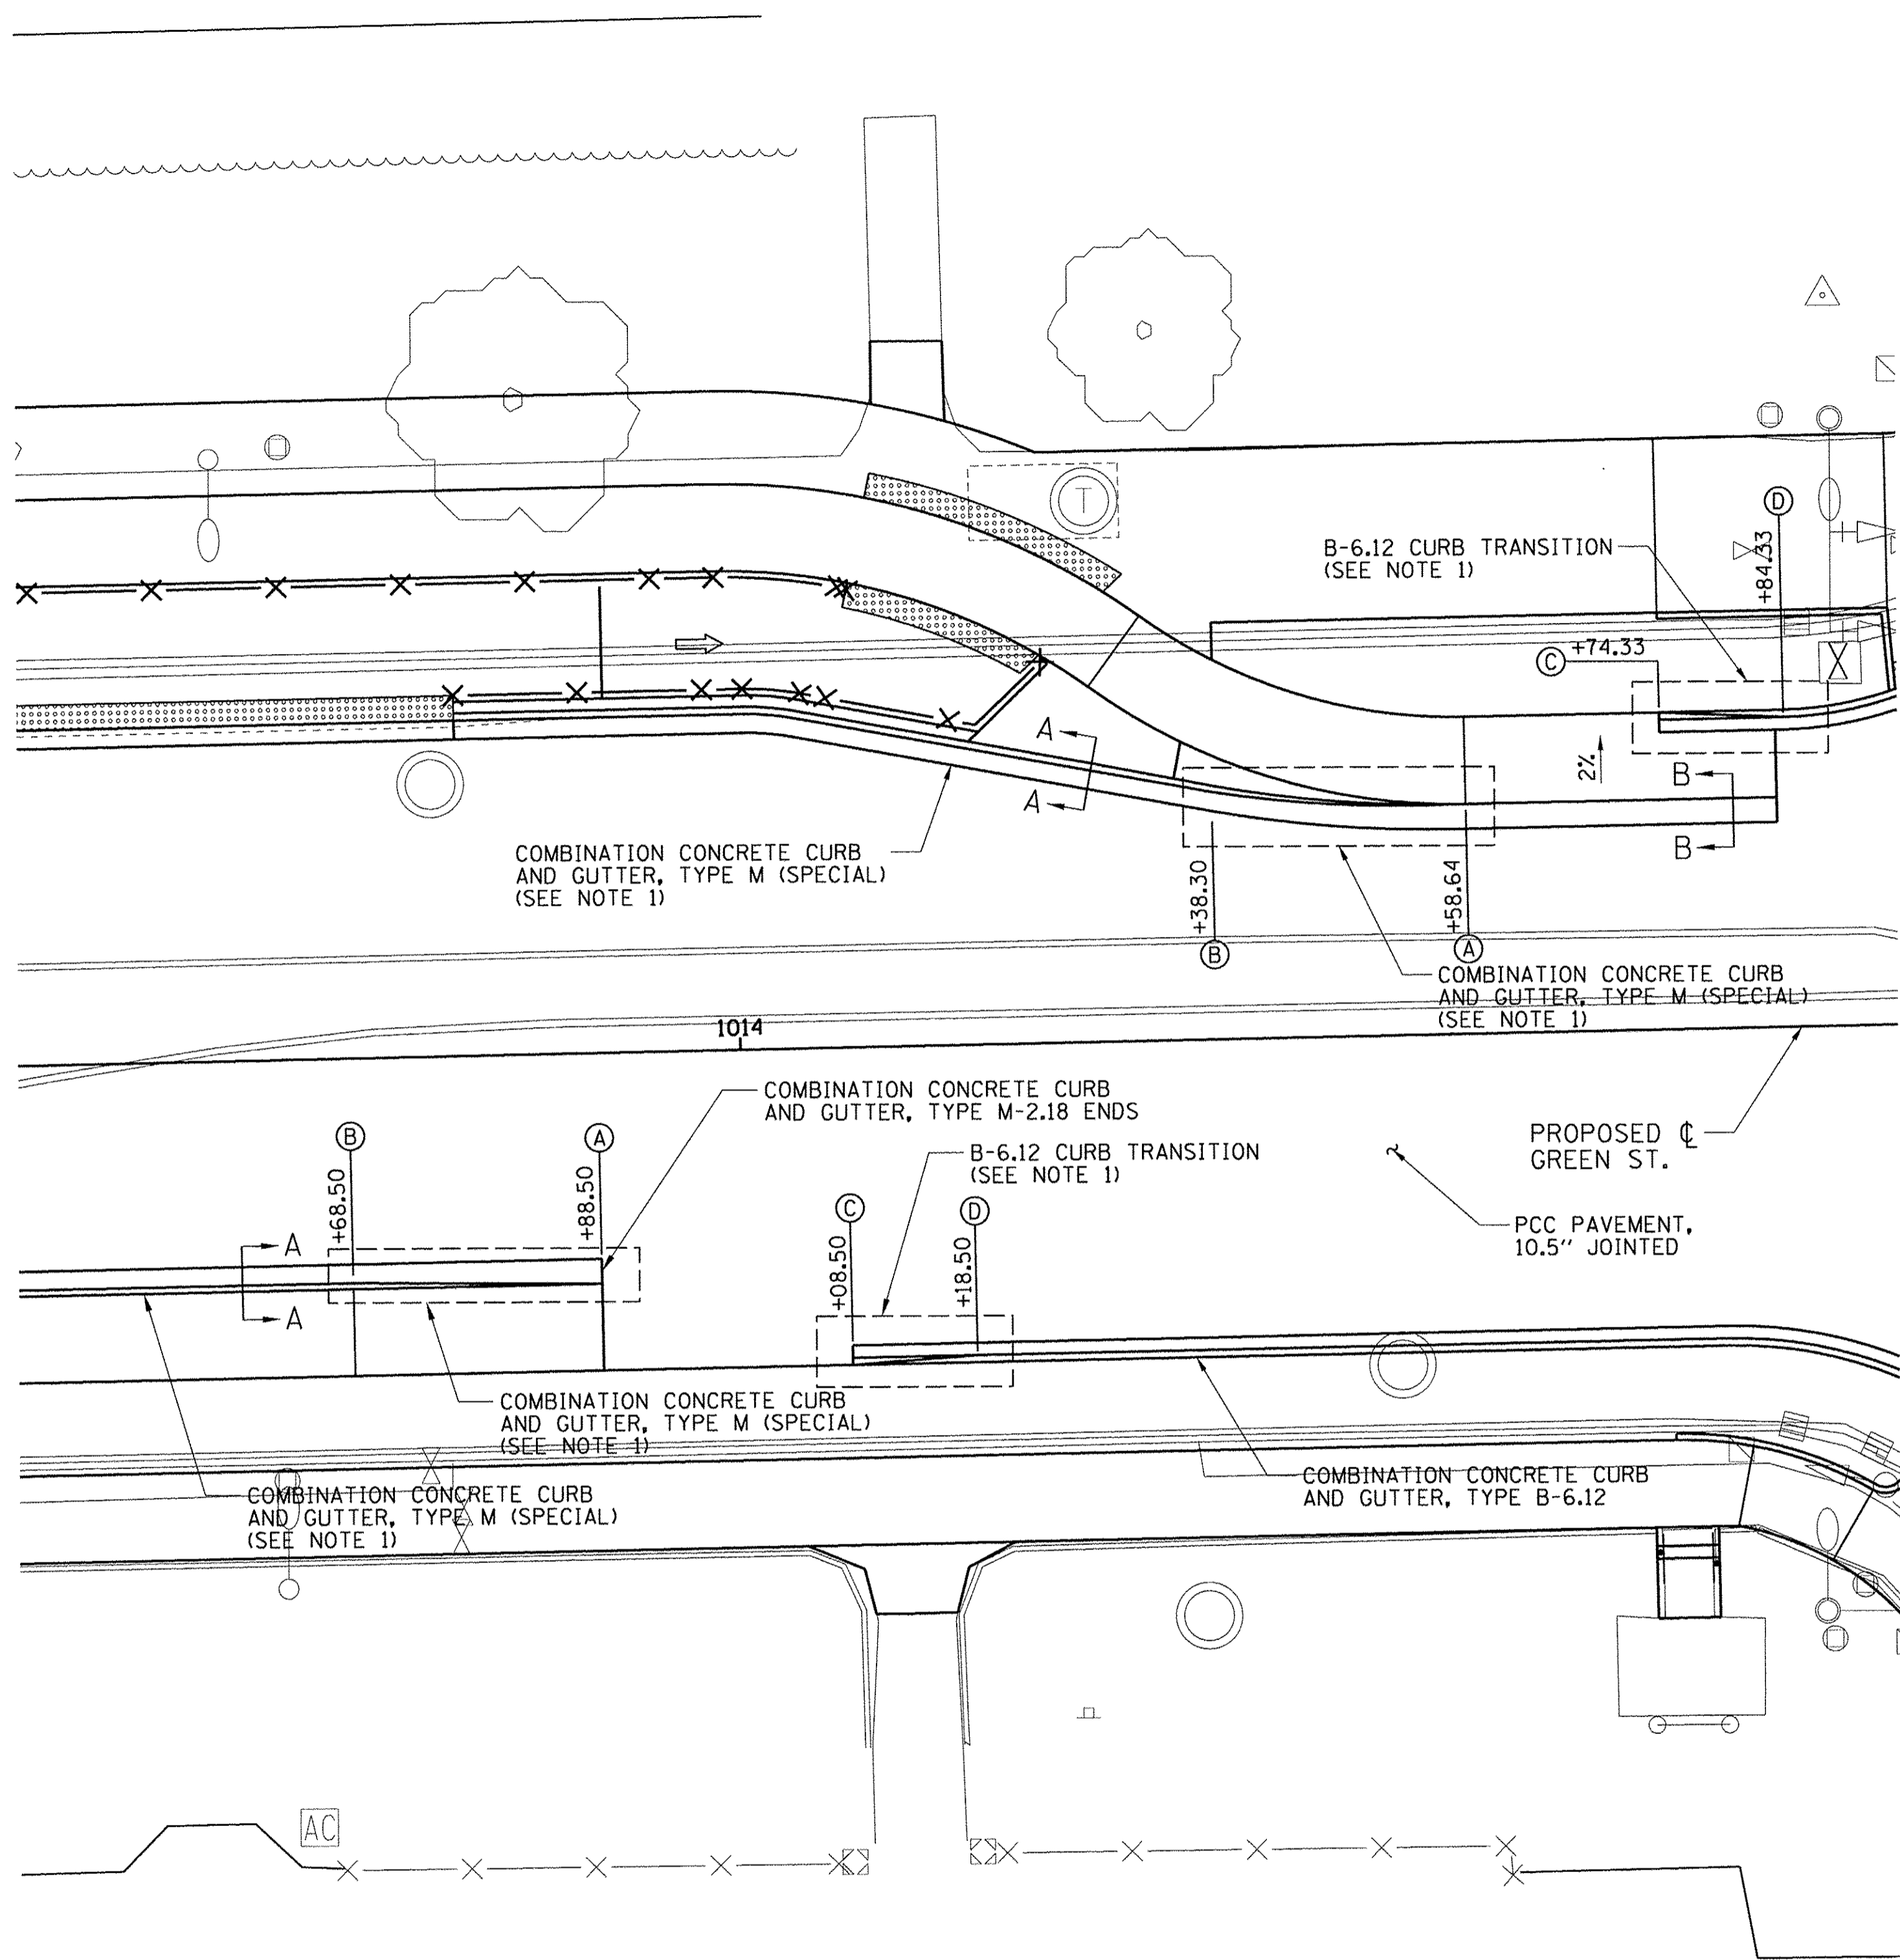 T
D
B-6.12 CURB TRANSITION
(SEE NOTE 1)
+84.33
C
+74.33
A
A
2%
B
B
COMBINATION CONCRETE CURB
AND GUTTER, TYPE M (SPECIAL)
(SEE NOTE 1)
+38.30
B
+58.64
A
COMBINATION CONCRETE CURB
AND GUTTER, TYPE M (SPECIAL)
(SEE NOTE 1)
1014
COMBINATION CONCRETE CURB
AND GUTTER, TYPE M-2.18 ENDS
PROPOSED ℄
GREEN ST.
B
+68.50
A
+88.50
B-6.12 CURB TRANSITION
(SEE NOTE 1)
C
+08.50
D
+18.50
PCC PAVEMENT,
10.5" JOINTED
A
A
COMBINATION CONCRETE CURB
AND GUTTER, TYPE M (SPECIAL)
(SEE NOTE 1)
COMBINATION CONCRETE CURB
AND GUTTER, TYPE B-6.12
COMBINATION CONCRETE CURB
AND GUTTER, TYPE M (SPECIAL)
(SEE NOTE 1)
AC